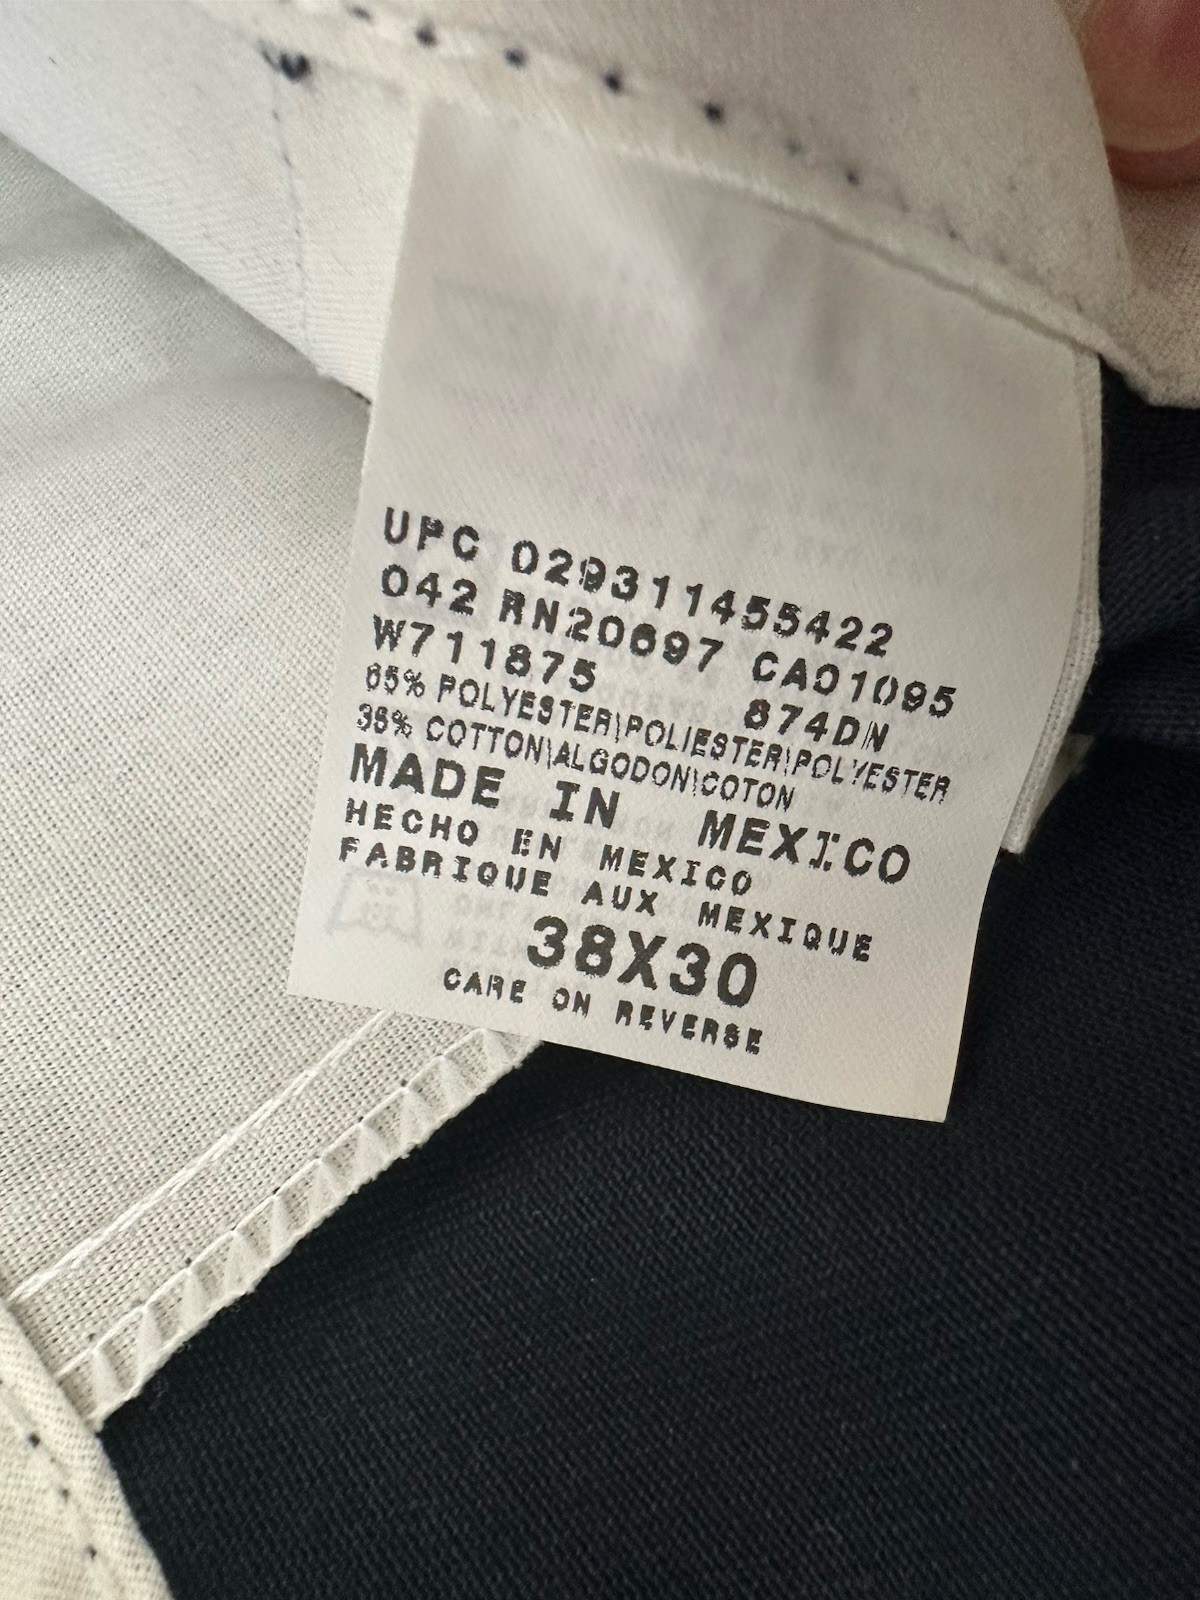 UPC 029311455422
042 RN20697 CA01095
W711875 874DN
65% POLYESTER\POLIESTER\POLYESTER
35% COTTON\ALGODON\COTON
MADE IN MEXICO
HECHO EN MEXICO
FABRIQUE AUX MEXIQUE
38X30
CARE ON REVERSE